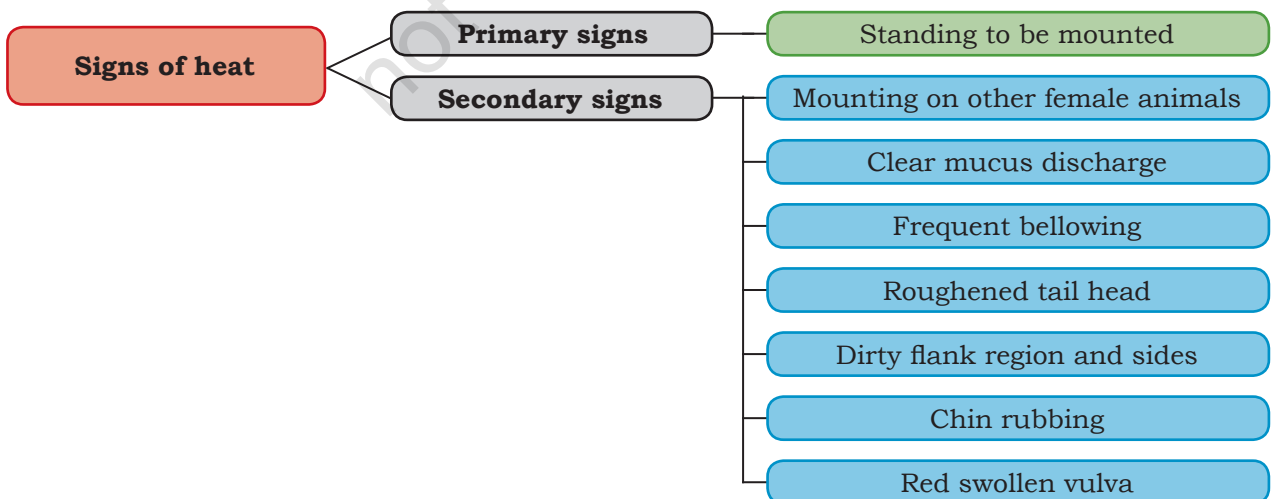 Signs of heat
Primary signs
Standing to be mounted
Secondary signs
Mounting on other female animals
Clear mucus discharge
Frequent bellowing
Roughened tail head
Dirty flank region and sides
Chin rubbing
Red swollen vulva
not